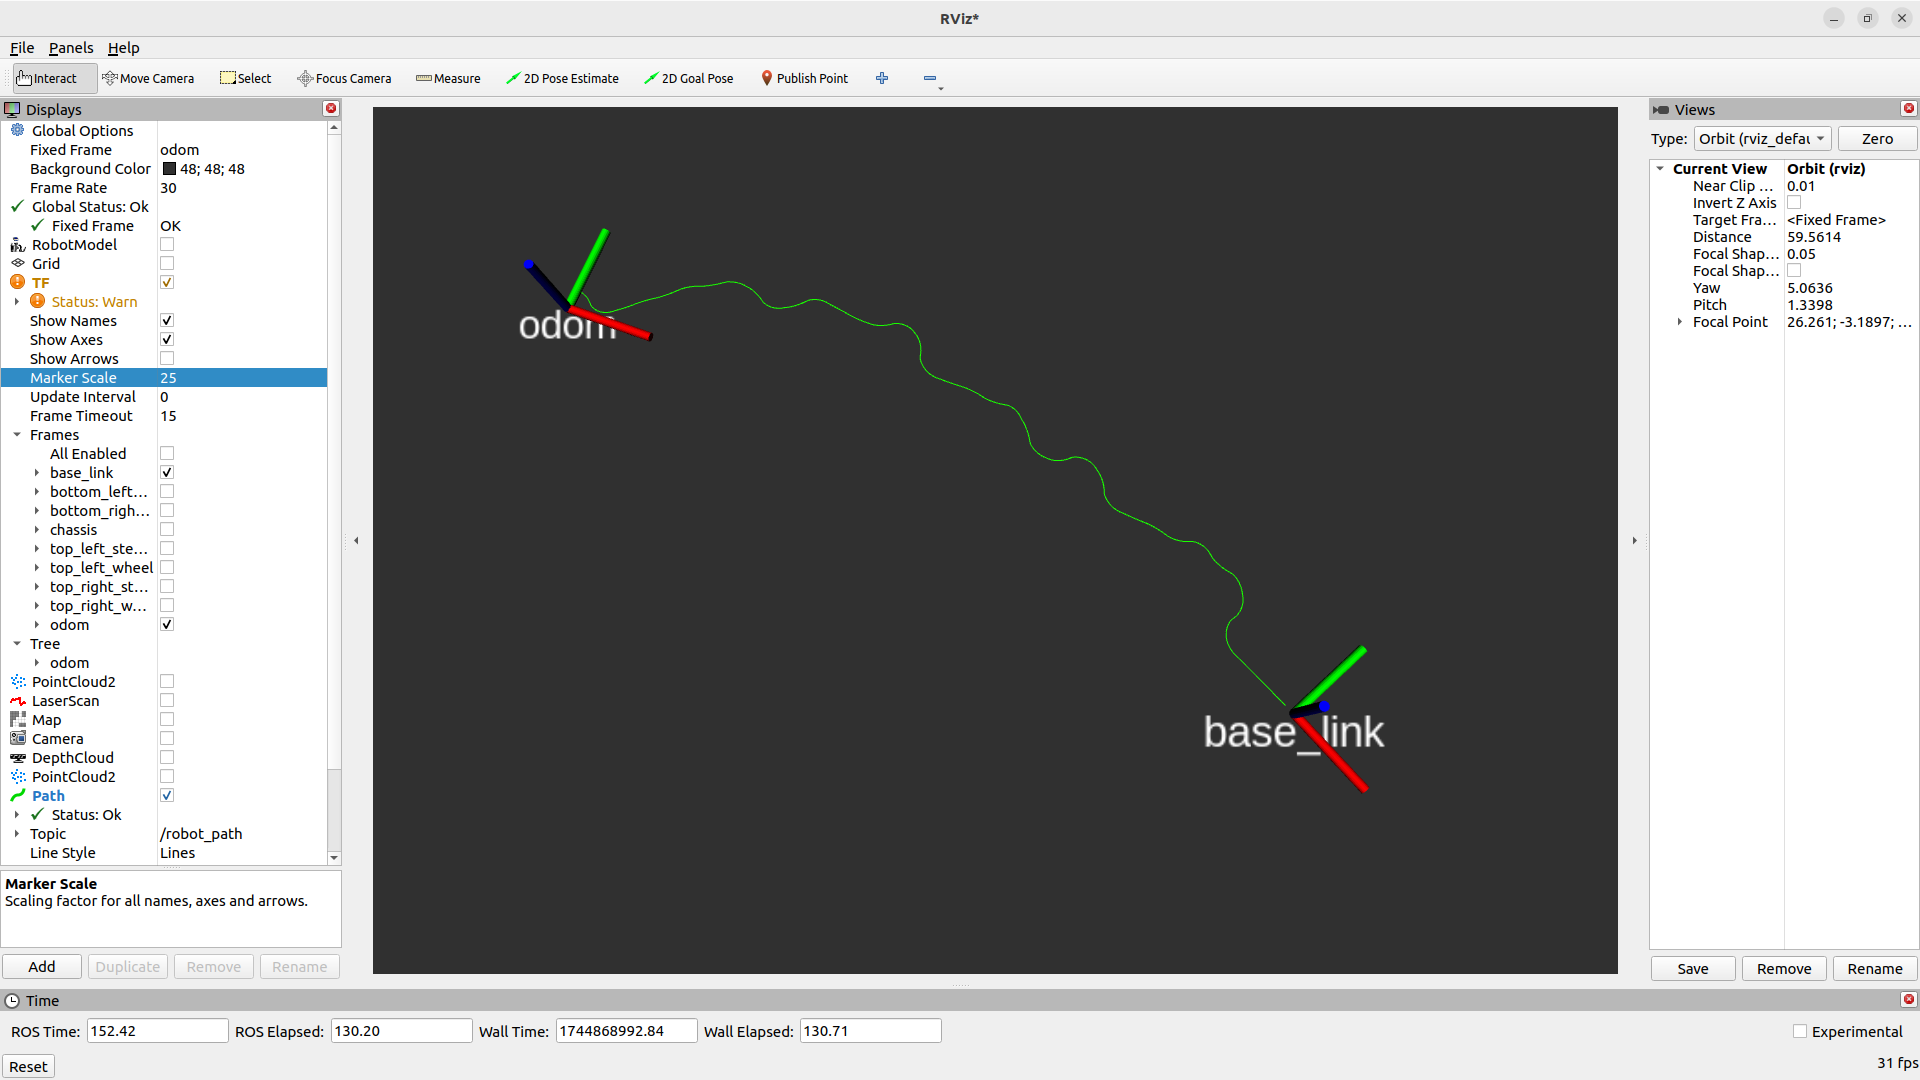 RViz*
File Panels Help
Interact Move Camera Select Focus Camera Measure 2D Pose Estimate 2D Goal Pose Publish Point
Displays
Global Options
Fixed Frame odom
Background Color 48; 48; 48
Frame Rate 30
Global Status: Ok
Fixed Frame OK
RobotModel
Grid
TF
Status: Warn
Show Names
Show Axes
Show Arrows
Marker Scale 25
Update Interval 0
Frame Timeout 15
Frames
All Enabled
base_link
bottom_left...
bottom_righ...
chassis
top_left_ste...
top_left_wheel
top_right_st...
top_right_w...
odom
Tree
odom
PointCloud2
LaserScan
Map
Camera
DepthCloud
PointCloud2
Path
Status: Ok
Topic /robot_path
Line Style Lines
Marker Scale
Scaling factor for all names, axes and arrows.
Add Duplicate Remove Rename
odom
base_link
Views
Type: Orbit (rviz_defau Zero
Current View Orbit (rviz)
Near Clip ... 0.01
Invert Z Axis
Target Fra... <Fixed Frame>
Distance 59.5614
Focal Shap... 0.05
Focal Shap...
Yaw 5.0636
Pitch 1.3398
Focal Point 26.261; -3.1897; ...
Save Remove Rename
Time
ROS Time: 152.42 ROS Elapsed: 130.20 Wall Time: 1744868992.84 Wall Elapsed: 130.71 Experimental
Reset 31 fps